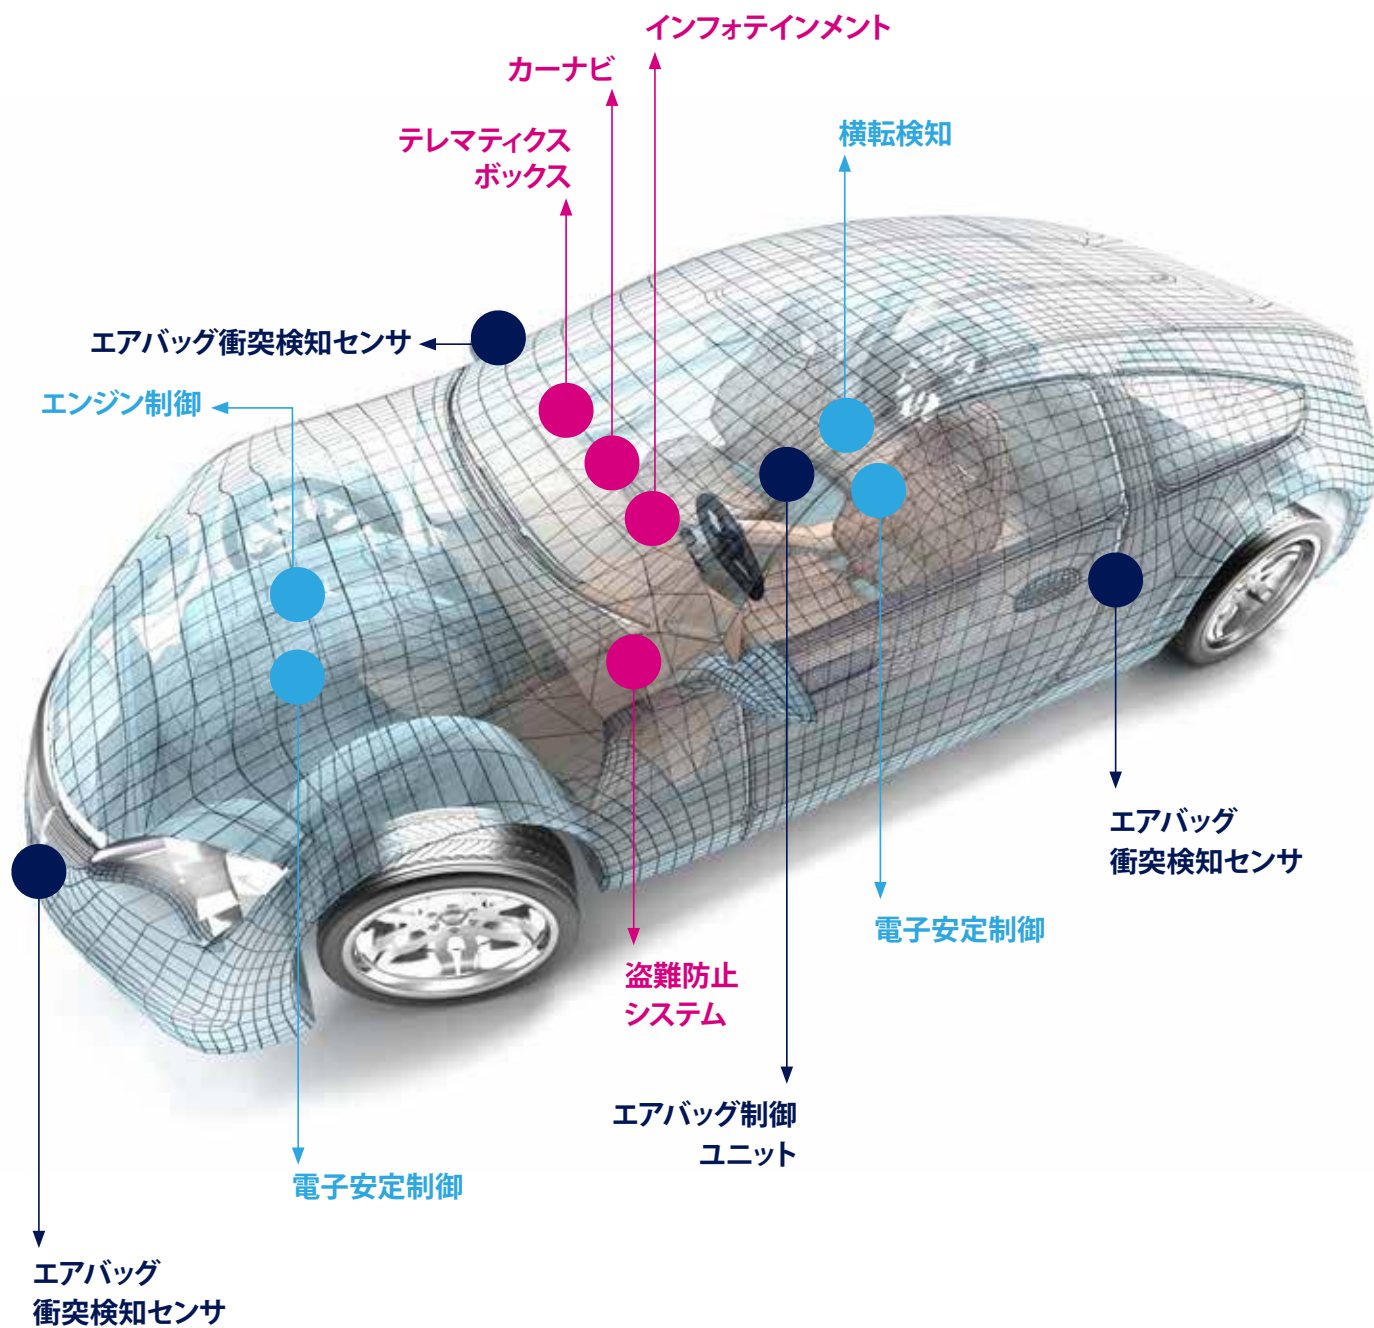 インフォテインメント
カーナビ
テレマティクス
ボックス
横転検知
エアバッグ衝突検知センサ
エンジン制御
エアバッグ
衝突検知センサ
電子安定制御
盗難防止
システム
エアバッグ制御
ユニット
電子安定制御
エアバッグ
衝突検知センサ